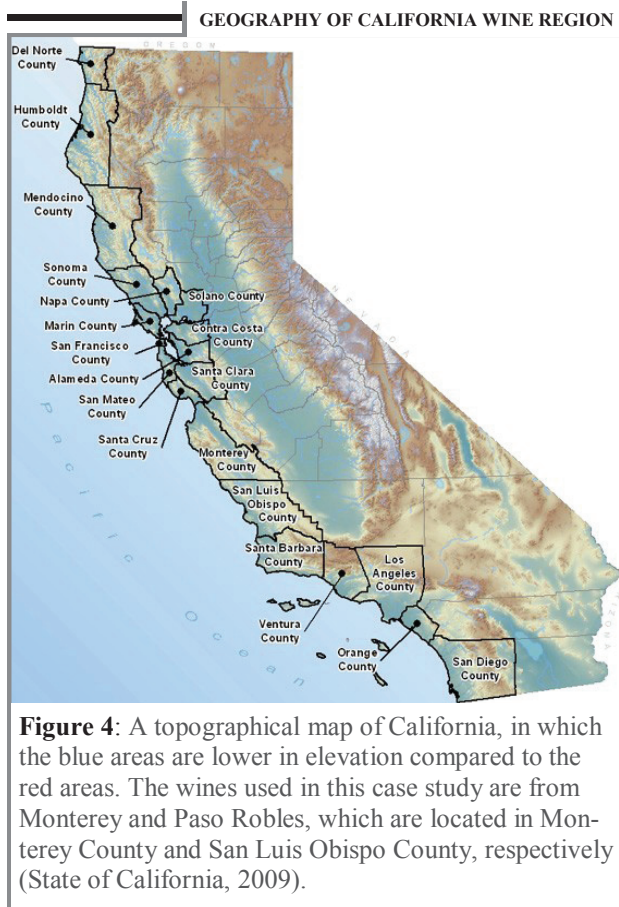 GEOGRAPHY OF CALIFORNIA WINE REGION
OREGON
Del Norte
County
Humboldt
County
Mendocino
County
Sonoma
County
Napa County
Solano County
NEVADA
Marin County
Contra Costa
County
San Francisco
County
Alameda County
Santa Clara
County
San Mateo
County
Santa Cruz
County
Pacific Ocean
Monterey
County
San Luis
Obispo
County
Santa Barbara
County
Los
Angeles
County
Ventura
County
Orange
County
San Diego
County
Figure 4: A topographical map of California, in which
the blue areas are lower in elevation compared to the
red areas. The wines used in this case study are from
Monterey and Paso Robles, which are located in Mon-
terey County and San Luis Obispo County, respectively
(State of California, 2009).